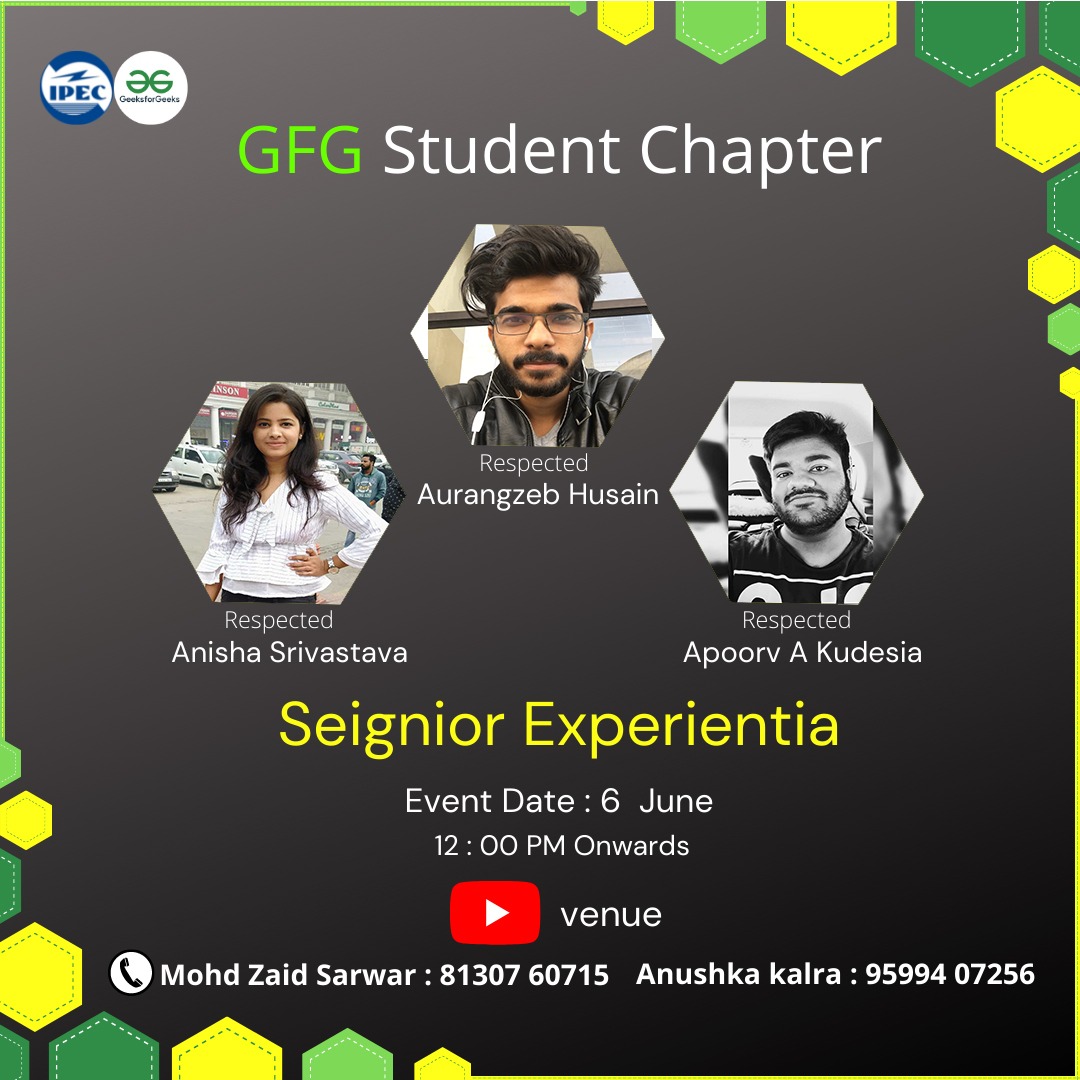 IPEC
GeeksforGeeks
GFG Student Chapter
NSON
Respected
Aurangzeb Husain
Respected
Anisha Srivastava
Respected
Apoorv A Kudesia
Seignior Experientia
Event Date : 6 June
12 : 00 PM Onwards
venue
Mohd Zaid Sarwar : 81307 60715 Anushka kalra : 95994 07256